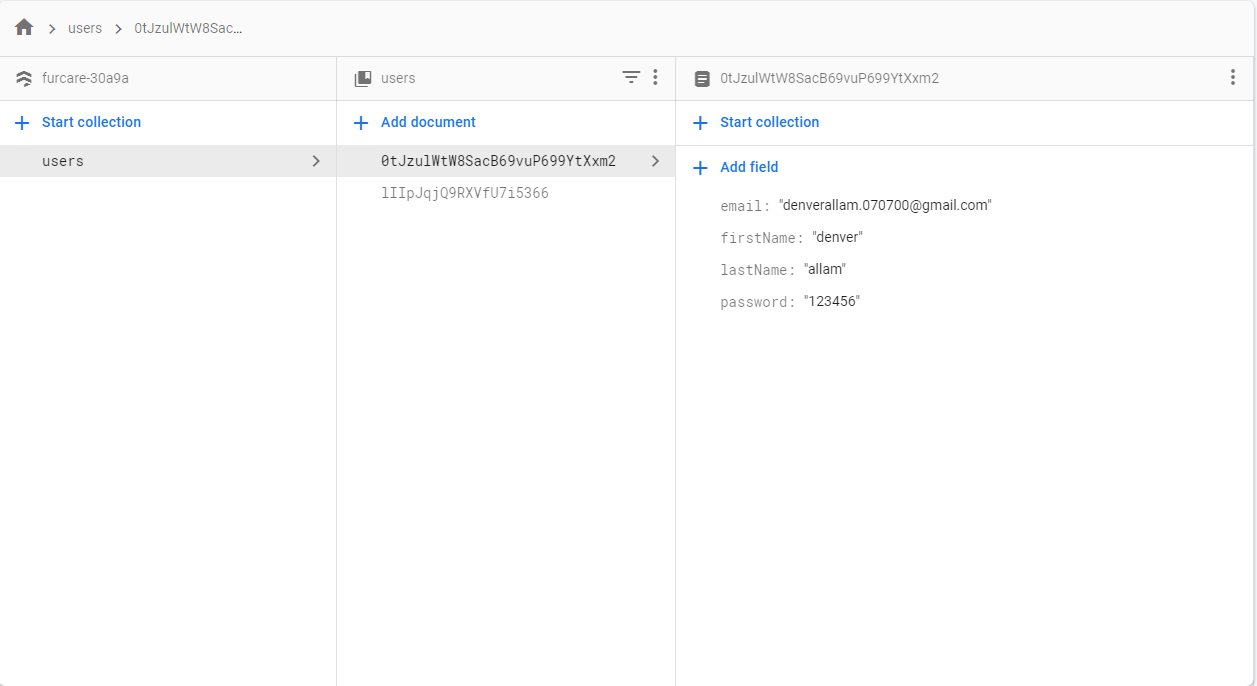 users 0tJzulWtW8Sac...
furcare-30a9a
users
0tJzulWtW8SacB69vuP699YtXxm2
Start collection
Add document
Start collection
users
0tJzulWtW8SacB69vuP699YtXxm2
lIIpJqjQ9RXVfU7i5366
Add field
email: "denverallam.070700@gmail.com"
firstName: "denver"
lastName: "allam"
password: "123456"